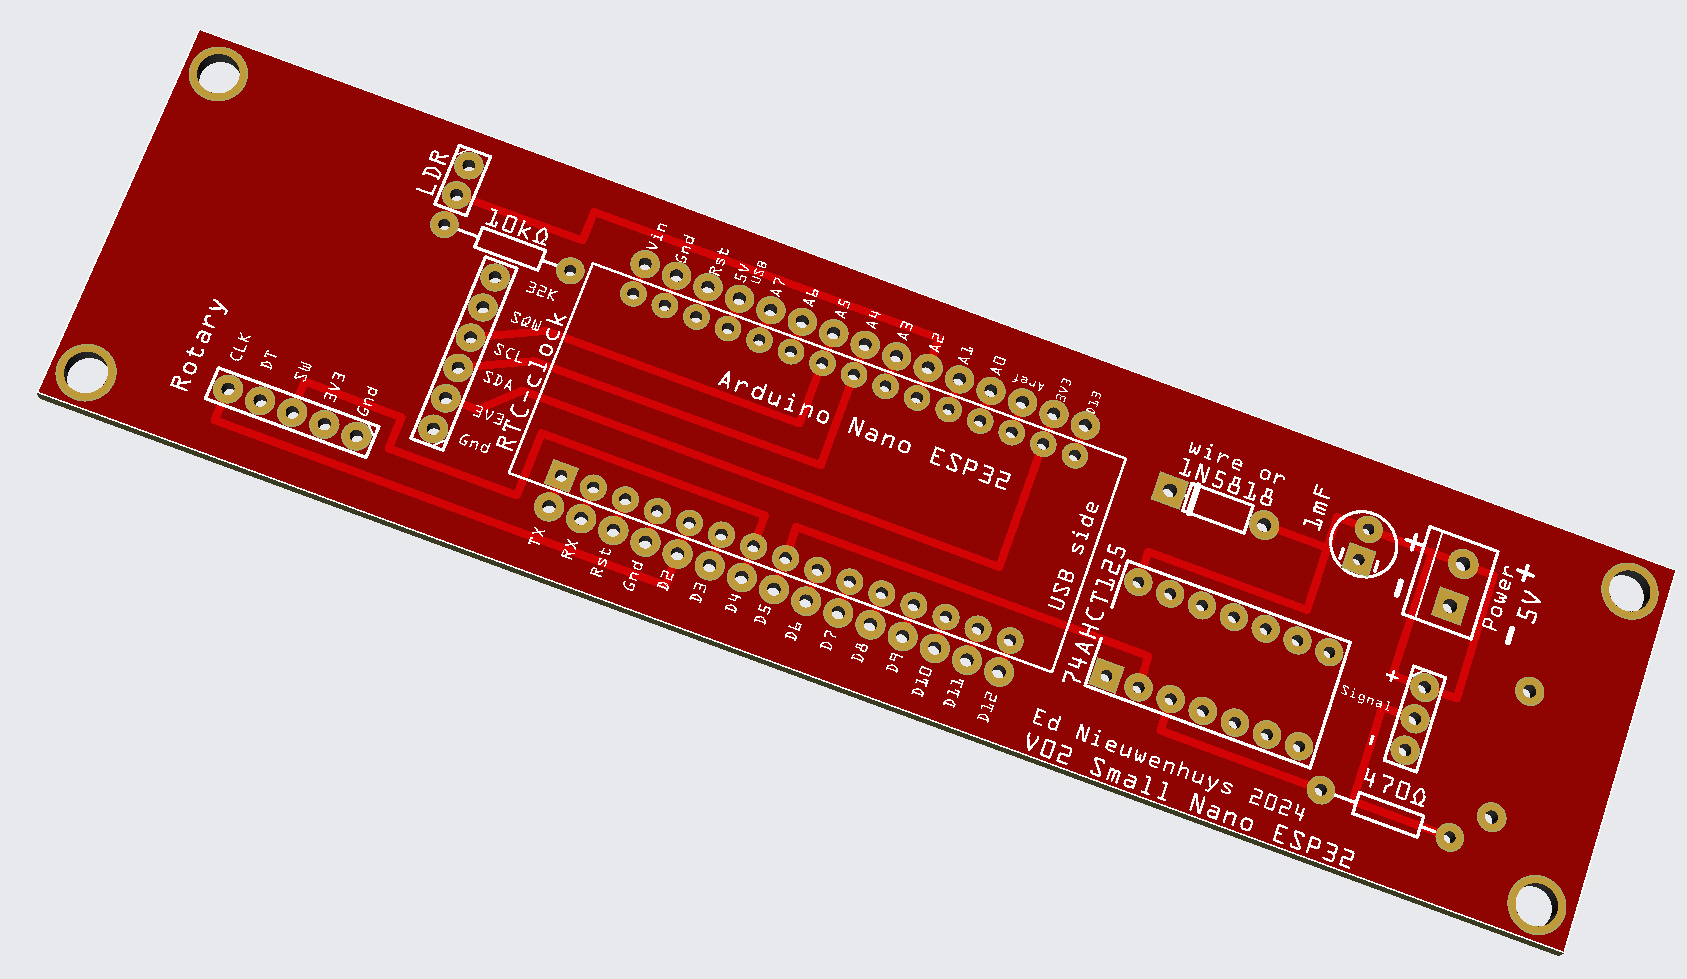 LDR
10kΩ
Rotary
CLK
DT
SW
3V3
Gnd
32K
SQW
SCL
SDA
3V3
Gnd
RTC-clock
Vin
Gnd
Rst
5V
USB
A7
A6
A5
A4
A3
A2
A1
A0
3V3
D13
Arduino Nano ESP32
USB side
TX
RX
Rst
Gnd
D2
D3
D4
D5
D6
D7
D8
D9
D10
D11
D12
wire or
1N5818
1mF
+
-
Power
- 5V +
74AHCT125
+
Signal
-
470Ω
Ed Nieuwenhuys 2024
V02 Small Nano ESP32